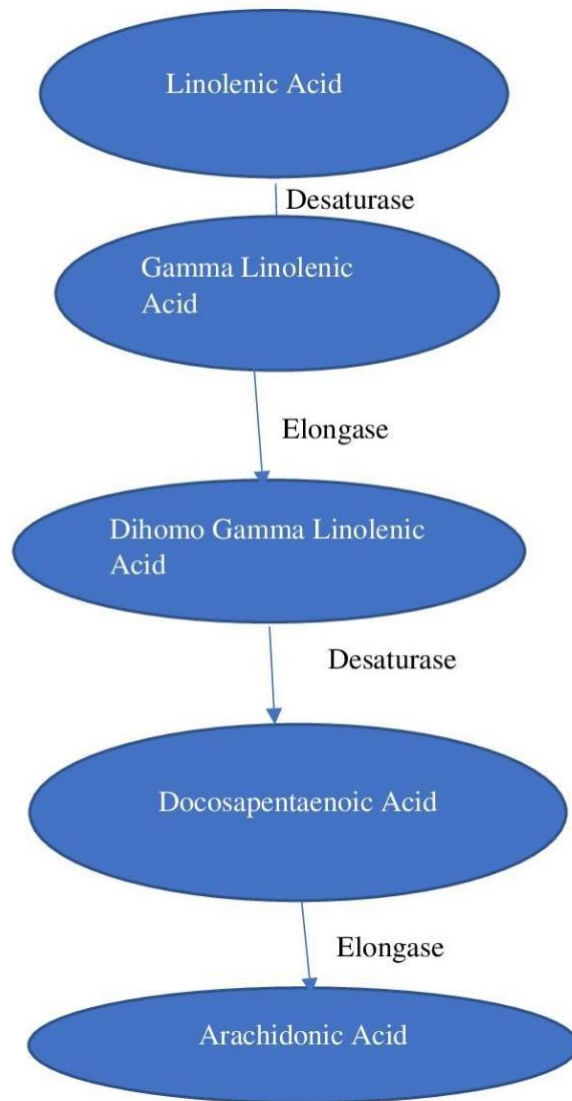 Linolenic Acid
Desaturase
Gamma Linolenic
Acid
Elongase
Dihomo Gamma Linolenic
Acid
Desaturase
Docosapentaenoic Acid
Elongase
Arachidonic Acid